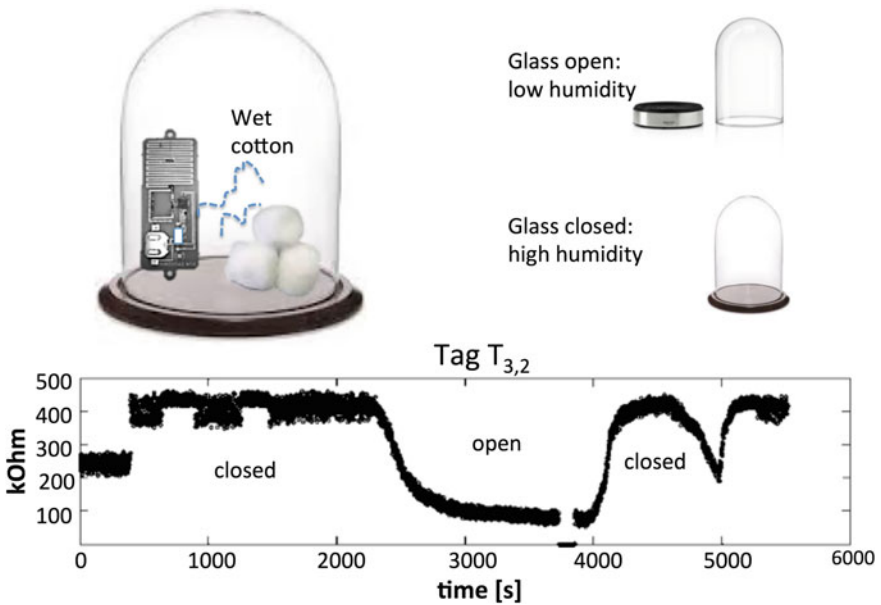 Wet
cotton
Glass open:
low humidity
Glass closed:
high humidity
Tag T3,2
500
400
300
200
100
kOhm
closed
open
closed
0
1000
2000
3000
4000
5000
6000
time [s]